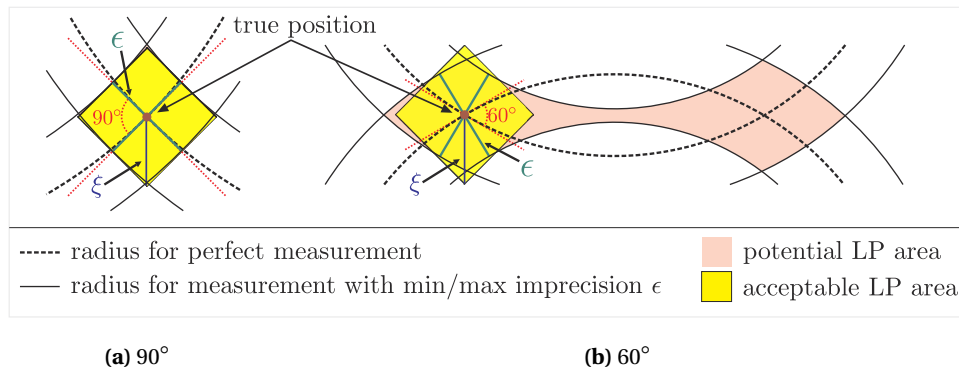 true position
ϵ
ϵ
90°
60°
ξ
ξ
radius for perfect measurement
radius for measurement with min/max imprecision ϵ
potential LP area
acceptable LP area
(a) 90°
(b) 60°